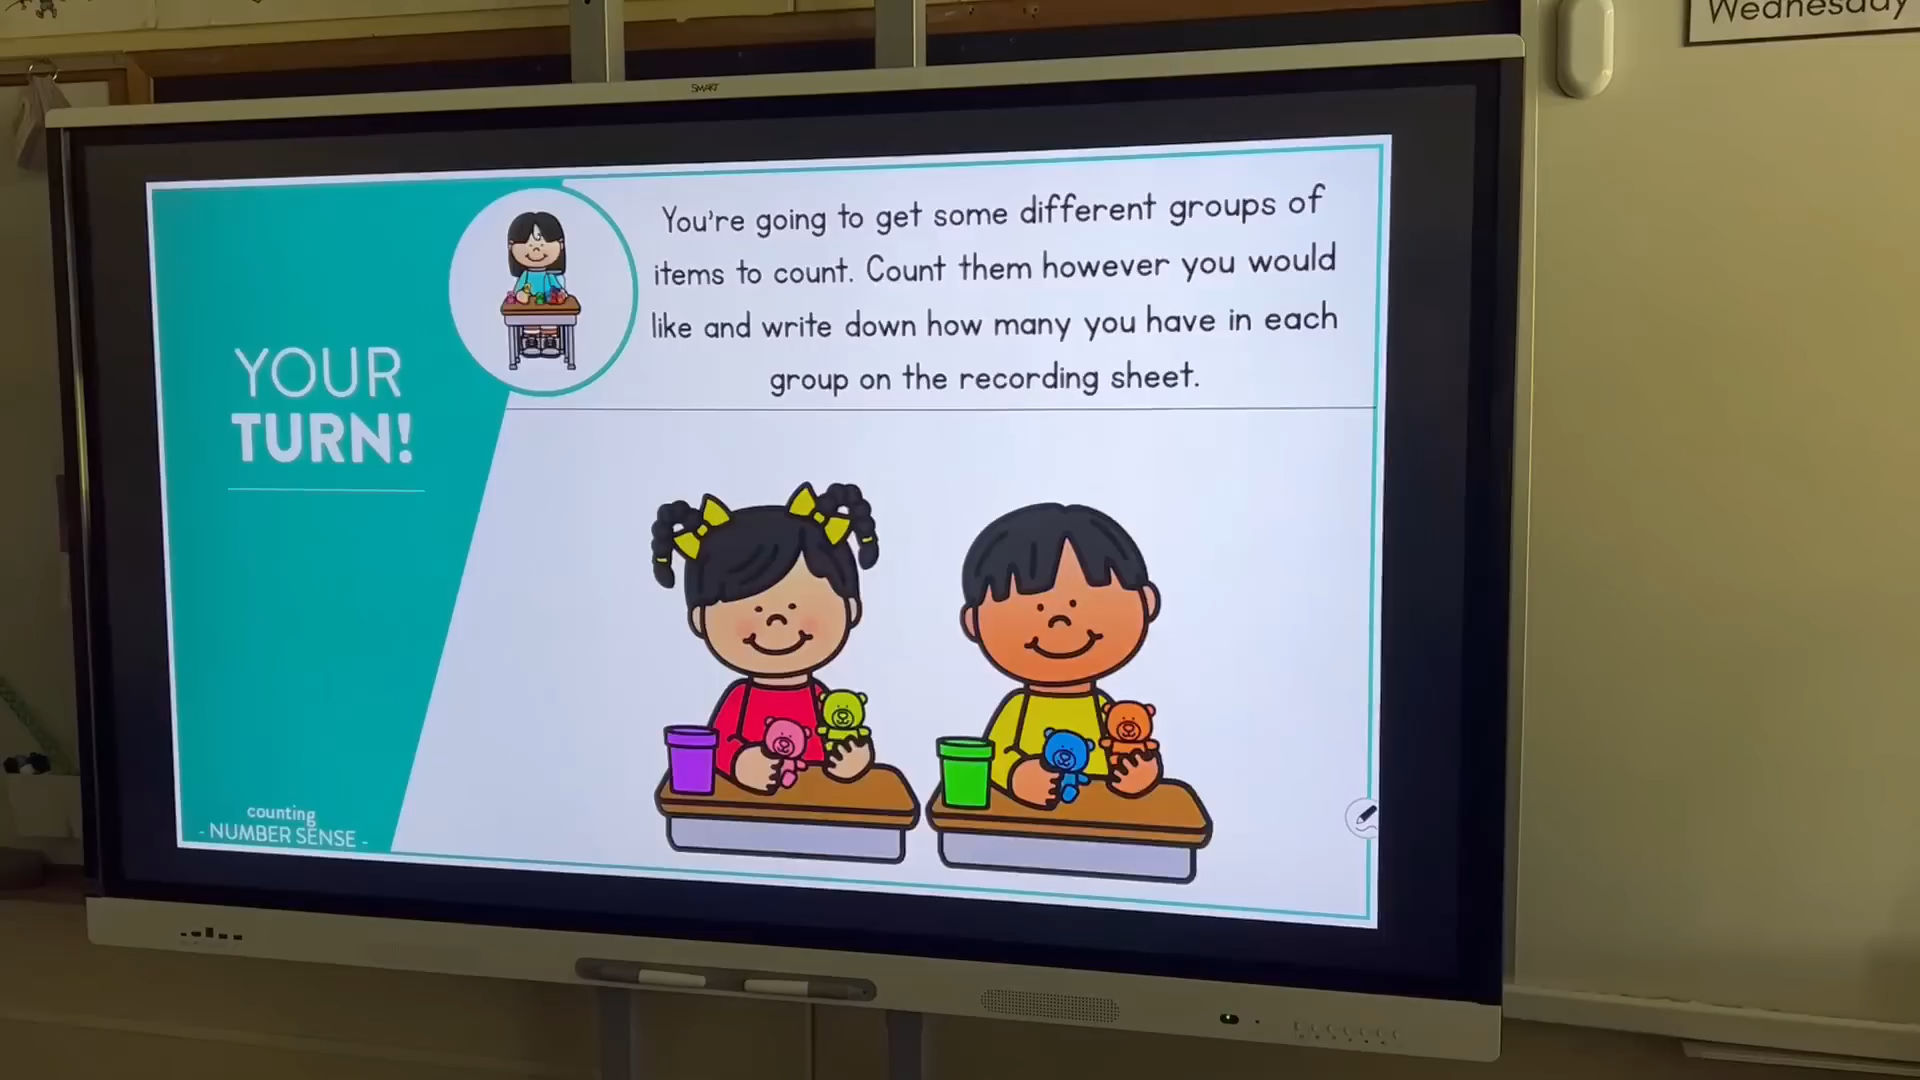 Wednesday
SMART
You're going to get some different groups of
items to count. Count them however you would
like and write down how many you have in each
group on the recording sheet.
YOUR
TURN!
counting
- NUMBER SENSE -